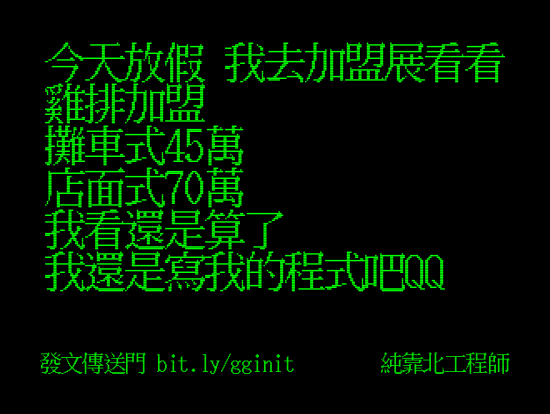 今天放假 我去加盟展看看
雞排加盟
攤車式45萬
店面式70萬
我看還是算了
我還是寫我的程式吧QQ
發文傳送門 bit.ly/gginit 純靠北工程師